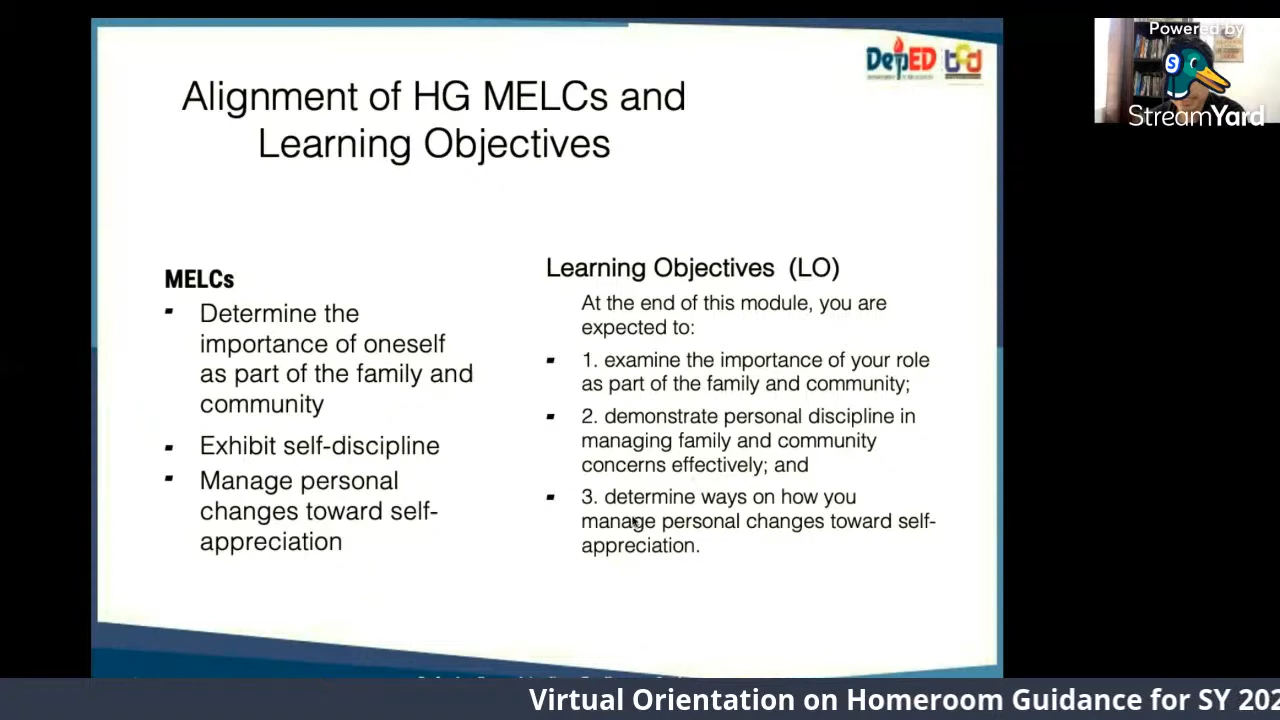 Powered by
StreamYard
DepED
Alignment of HG MELCs and
Learning Objectives
MELCs
Determine the
importance of oneself
as part of the family and
community
Exhibit self-discipline
Manage personal
changes toward self-
appreciation
Learning Objectives (LO)
At the end of this module, you are
expected to:
1. examine the importance of your role
as part of the family and community;
2. demonstrate personal discipline in
managing family and community
concerns effectively; and
3. determine ways on how you
manage personal changes toward self-
appreciation.
Virtual Orientation on Homeroom Guidance for SY 202